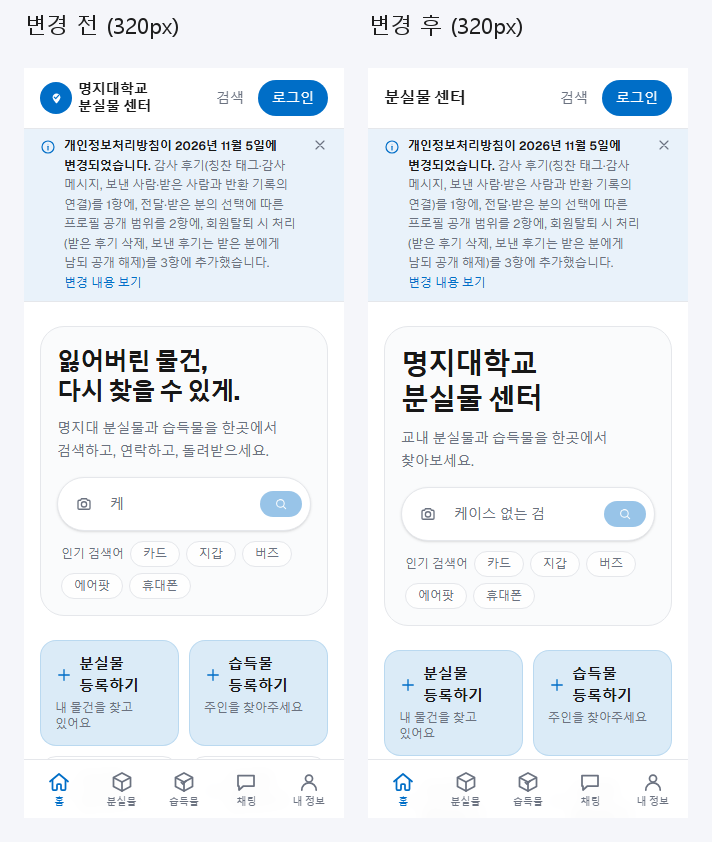 변경 전 (320px)
명지대학교
분실물 센터
검색
로그인
개인정보처리방침이 2026년 11월 5일에
변경되었습니다. 감사 후기(칭찬 태그·감사
메시지, 보낸 사람·받은 사람과 반환 기록의
연결)를 1항에, 전달·받은 분의 선택에 따른
프로필 공개 범위를 2항에, 회원탈퇴 시 처리
(받은 후기 삭제, 보낸 후기는 받은 분에게
남되 공개 해제)를 3항에 추가했습니다.
변경 내용 보기
잃어버린 물건,
다시 찾을 수 있게.
명지대 분실물과 습득물을 한곳에서
검색하고, 연락하고, 돌려받으세요.
케
인기 검색어
카드
지갑
버즈
에어팟
휴대폰
분실물
등록하기
내 물건을 찾고
있어요
습득물
등록하기
주인을 찾아주세요
홈
분실물
습득물
채팅
내 정보
변경 후 (320px)
분실물 센터
검색
로그인
개인정보처리방침이 2026년 11월 5일에
변경되었습니다. 감사 후기(칭찬 태그·감사
메시지, 보낸 사람·받은 사람과 반환 기록의
연결)를 1항에, 전달·받은 분의 선택에 따른
프로필 공개 범위를 2항에, 회원탈퇴 시 처리
(받은 후기 삭제, 보낸 후기는 받은 분에게
남되 공개 해제)를 3항에 추가했습니다.
변경 내용 보기
명지대학교
분실물 센터
교내 분실물과 습득물을 한곳에서
찾아보세요.
케이스 없는 검
인기 검색어
카드
지갑
버즈
에어팟
휴대폰
분실물
등록하기
내 물건을 찾고
있어요
습득물
등록하기
주인을 찾아주세요
홈
분실물
습득물
채팅
내 정보